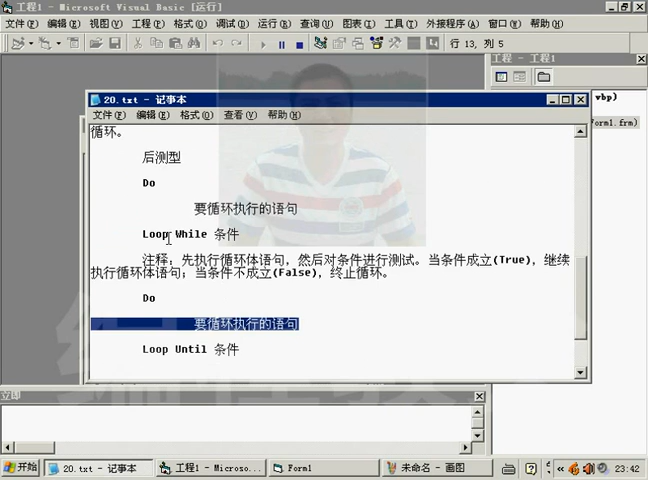 工程1 - Microsoft Visual Basic [运行]
文件(F) 编辑(E) 视图(V) 工程(P) 格式(O) 调试(D) 运行(R) 查询(U) 图表(I) 工具(T) 外接程序(A) 窗口(W) 帮助(H)
行 13, 列 5
工程 - 工程1
vbp)
Form1.frm)
20.txt - 记事本
文件(F) 编辑(E) 格式(O) 查看(V) 帮助(H)
循环。
后测型
Do
要循环执行的语句
Loop While 条件
注释：先执行循环体语句，然后对条件进行测试。当条件成立(True)，继续
执行循环体语句；当条件不成立(False)，终止循环。
Do
要循环执行的语句
Loop Until 条件
立即
开始 20.txt - 记事本 工程1 - Microso... Form1 未命名 - 画图 23:42